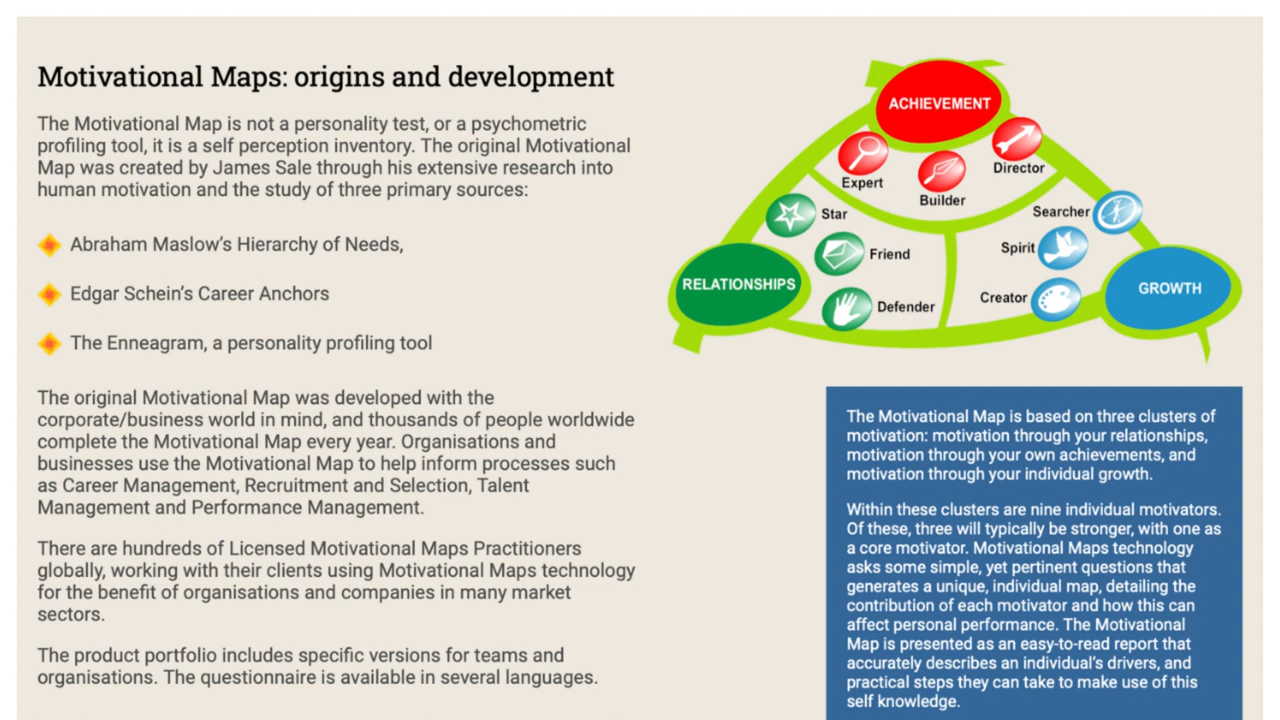 Motivational Maps: origins and development
The Motivational Map is not a personality test, or a psychometric
profiling tool, it is a self perception inventory. The original Motivational
Map was created by James Sale through his extensive research into
human motivation and the study of three primary sources:
Abraham Maslow's Hierarchy of Needs,
Edgar Schein's Career Anchors
The Enneagram, a personality profiling tool
The original Motivational Map was developed with the
corporate/business world in mind, and thousands of people worldwide
complete the Motivational Map every year. Organisations and
businesses use the Motivational Map to help inform processes such
as Career Management, Recruitment and Selection, Talent
Management and Performance Management.
There are hundreds of Licensed Motivational Maps Practitioners
globally, working with their clients using Motivational Maps technology
for the benefit of organisations and companies in many market
sectors.
The product portfolio includes specific versions for teams and
organisations. The questionnaire is available in several languages.
ACHIEVEMENT
Expert
Builder
Director
Star
Friend
Defender
RELATIONSHIPS
Searcher
Spirit
Creator
GROWTH
The Motivational Map is based on three clusters of
motivation: motivation through your relationships,
motivation through your own achievements, and
motivation through your individual growth.
Within these clusters are nine individual motivators.
Of these, three will typically be stronger, with one as
a core motivator. Motivational Maps technology
asks some simple, yet pertinent questions that
generates a unique, individual map, detailing the
contribution of each motivator and how this can
affect personal performance. The Motivational
Map is presented as an easy-to-read report that
accurately describes an individual's drivers, and
practical steps they can take to make use of this
self knowledge.